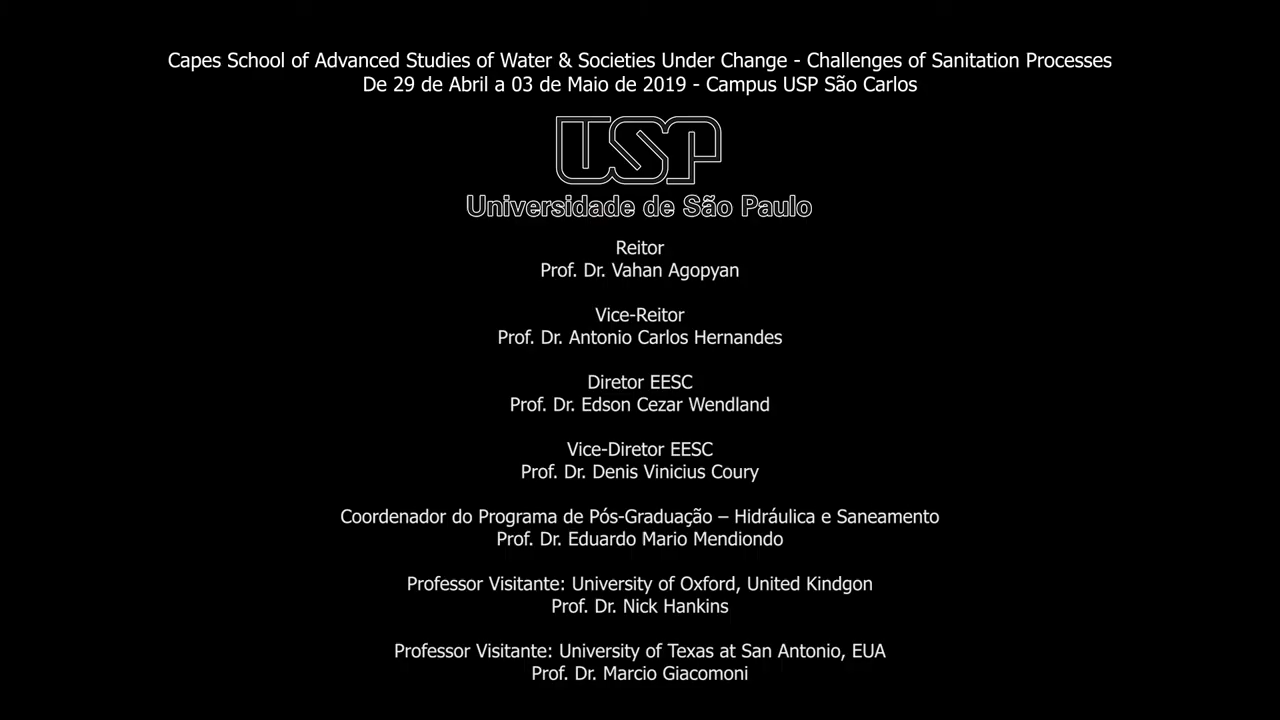 Capes School of Advanced Studies of Water & Societies Under Change - Challenges of Sanitation Processes
De 29 de Abril a 03 de Maio de 2019 - Campus USP São Carlos
USP
Universidade de São Paulo
Reitor
Prof. Dr. Vahan Agopyan
Vice-Reitor
Prof. Dr. Antonio Carlos Hernandes
Diretor EESC
Prof. Dr. Edson Cezar Wendland
Vice-Diretor EESC
Prof. Dr. Denis Vinicius Coury
Coordenador do Programa de Pós-Graduação – Hidráulica e Saneamento
Prof. Dr. Eduardo Mario Mendiondo
Professor Visitante: University of Oxford, United Kindgon
Prof. Dr. Nick Hankins
Professor Visitante: University of Texas at San Antonio, EUA
Prof. Dr. Marcio Giacomoni